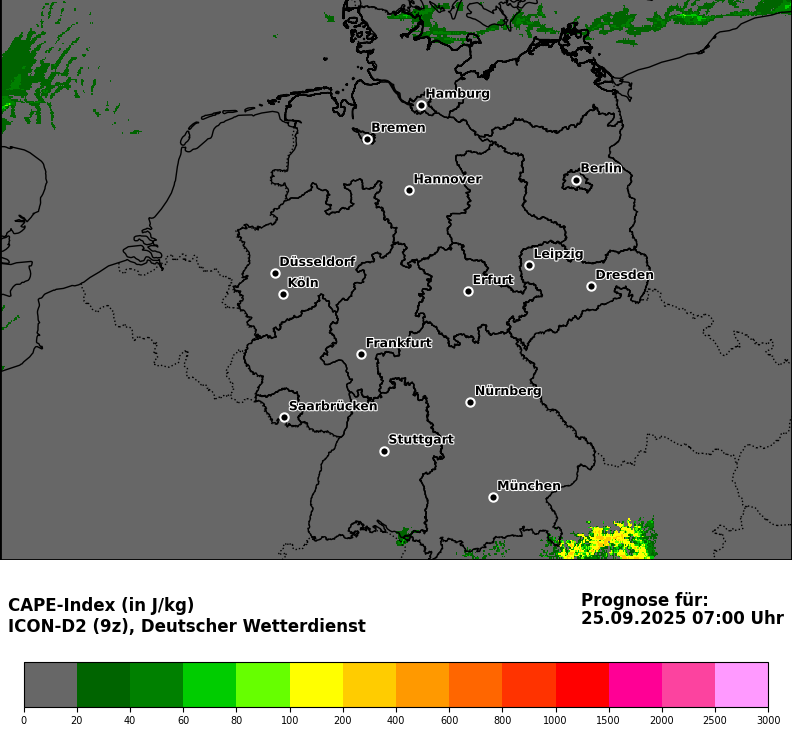 Hamburg
Bremen
Berlin
Hannover
Leipzig
Düsseldorf
Dresden
Erfurt
Köln
Frankfurt
Nürnberg
Saarbrücken
Stuttgart
München
CAPE-Index (in J/kg)
ICON-D2 (9z), Deutscher Wetterdienst
Prognose für:
25.09.2025 07:00 Uhr
0 20 40 60 80 100 200 400 600 800 1000 1500 2000 2500 3000